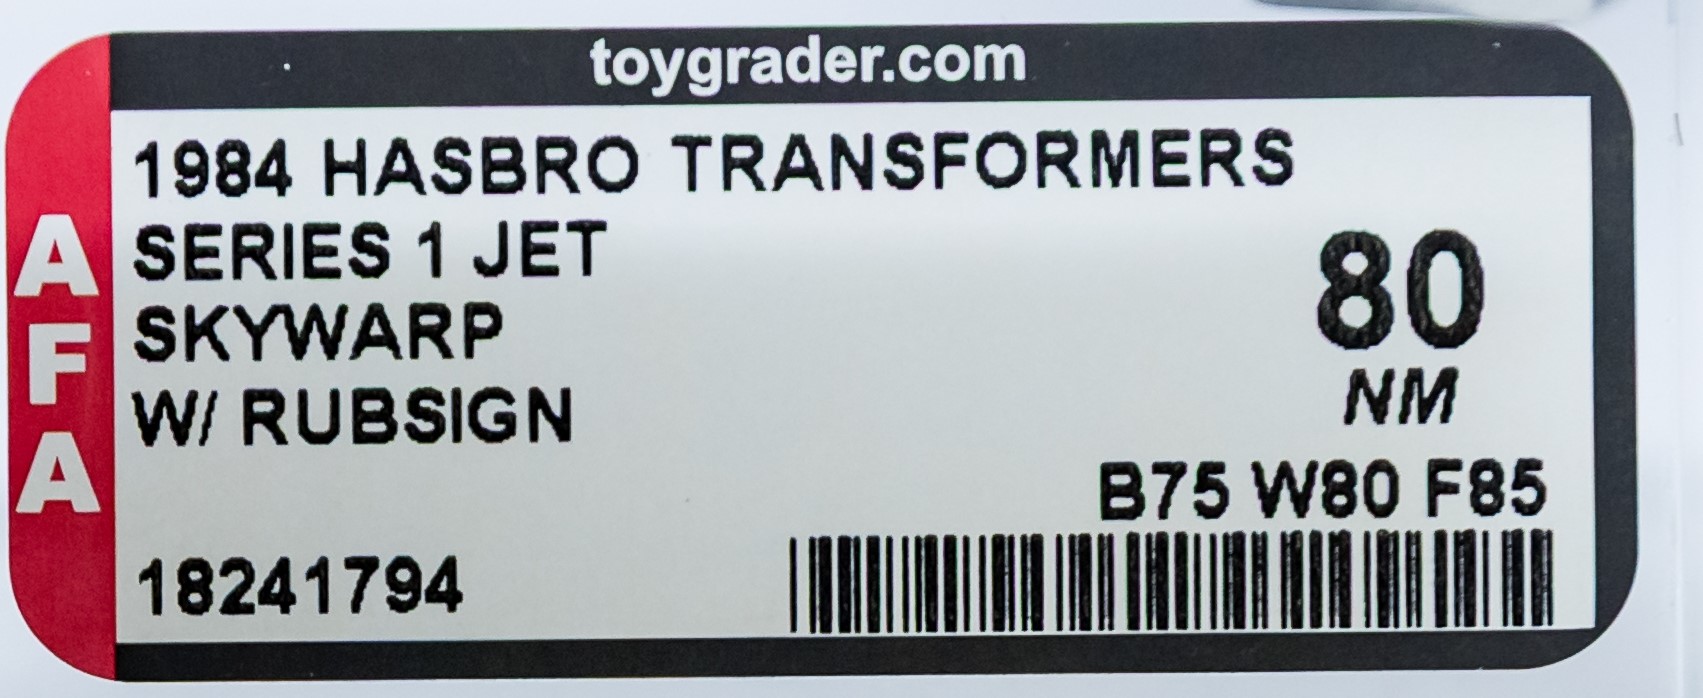 toygrader.com
AFA
1984 HASBRO TRANSFORMERS
SERIES 1 JET
SKYWARP
W/ RUBSIGN
80
NM
B75 W80 F85
18241794